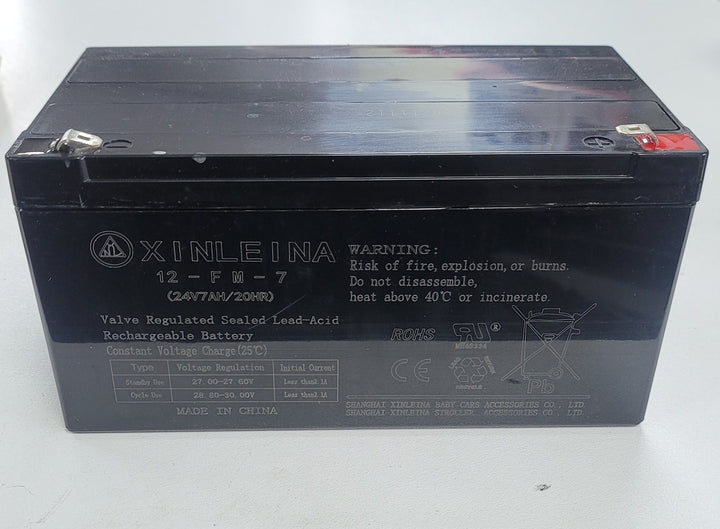 XINLEINA
12-FM-7
(24V7AH/20HR)
Valve Regulated Sealed Lead-Acid
Rechargeable Battery
Constant Voltage Charge(25℃)
Type Voltage Regulation Initial Current
Standby Use 27.00-27.60V Less than2.1A
Cycle Use 28.80-30.00V Less than2.1A
MADE IN CHINA
WARNING:
Risk of fire,explosion,or burns.
Do not disassemble,
heat above 40℃ or incinerate.
ROHS
®
CE
Pb
SHANGHAI XINLEINA BABY CARS ACCESSORIES CO., LTD.
SHANGHAI XINLEINA STROLLER. ACCESSORIES CO., LTD.